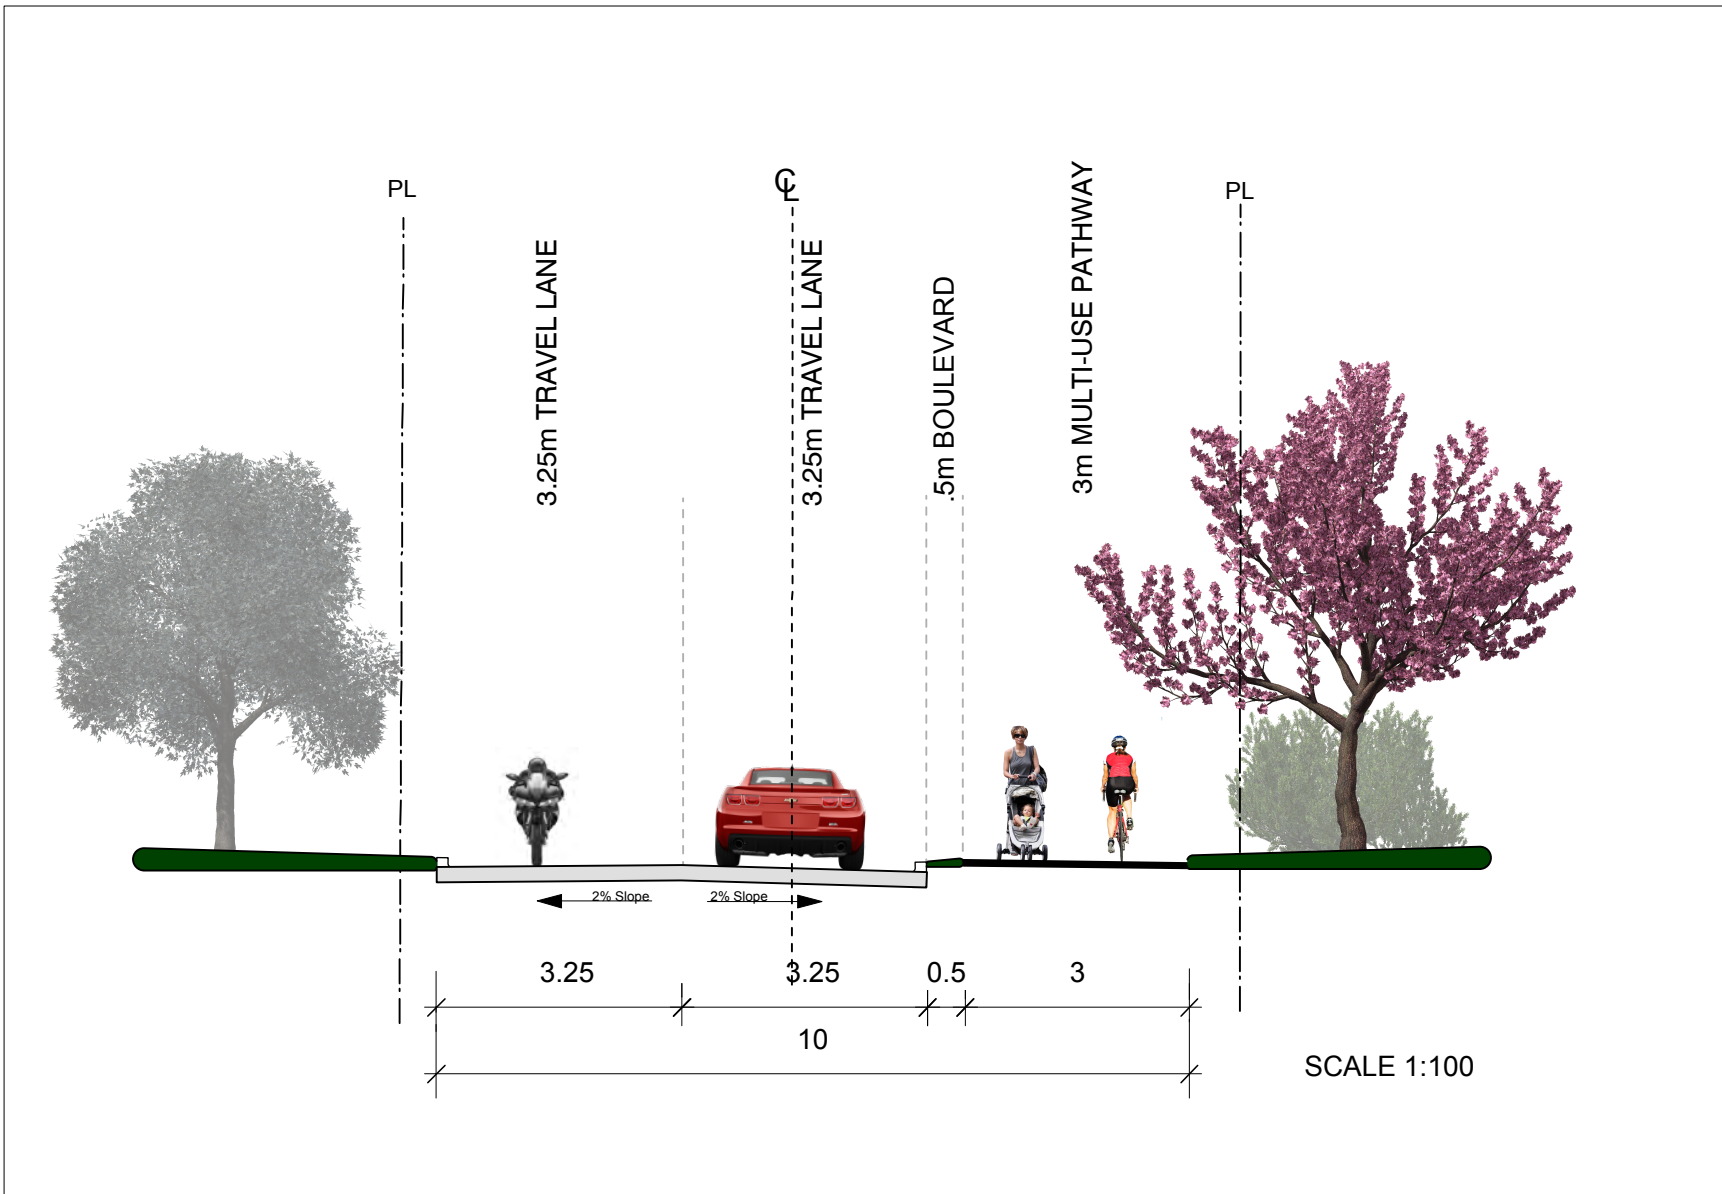 PL
℄
PL
3.25m TRAVEL LANE
3.25m TRAVEL LANE
.5m BOULEVARD
3m MULTI-USE PATHWAY
2% Slope
2% Slope
3.25
3.25
0.5
3
10
SCALE 1:100